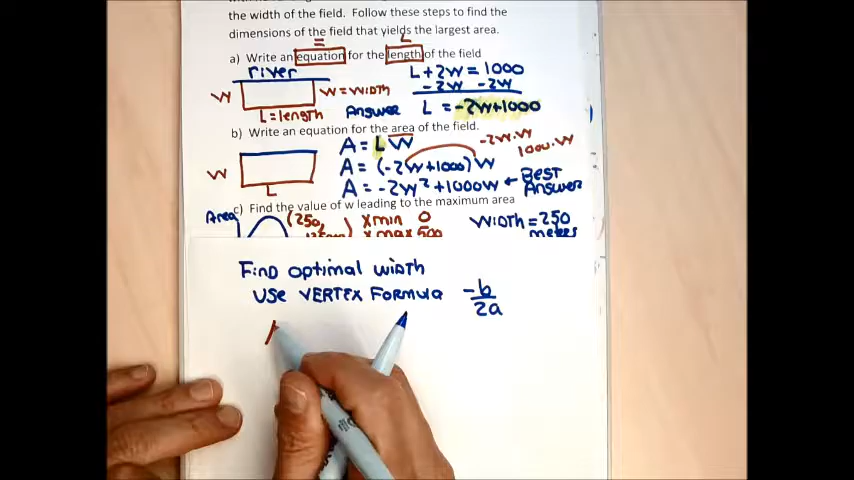 the width of the field. Follow these steps to find the
dimensions of the field that yields the largest area.
= L
a) Write an equation for the length of the field
river L+2W = 1000
W W = WIDTH -2W -2W
L = length Answer L = -2W+1000
b) Write an equation for the area of the field.
A = L W -2W·W
1000·W
W A = (-2W+1000)W
L A = -2W² + 1000W ← Best Answer
c) Find the value of w leading to the maximum area
Area (250, xmin 0 WIDTH = 250
) xmax 500 meters
Find optimal width
Use VERTEX Formula -b
2a